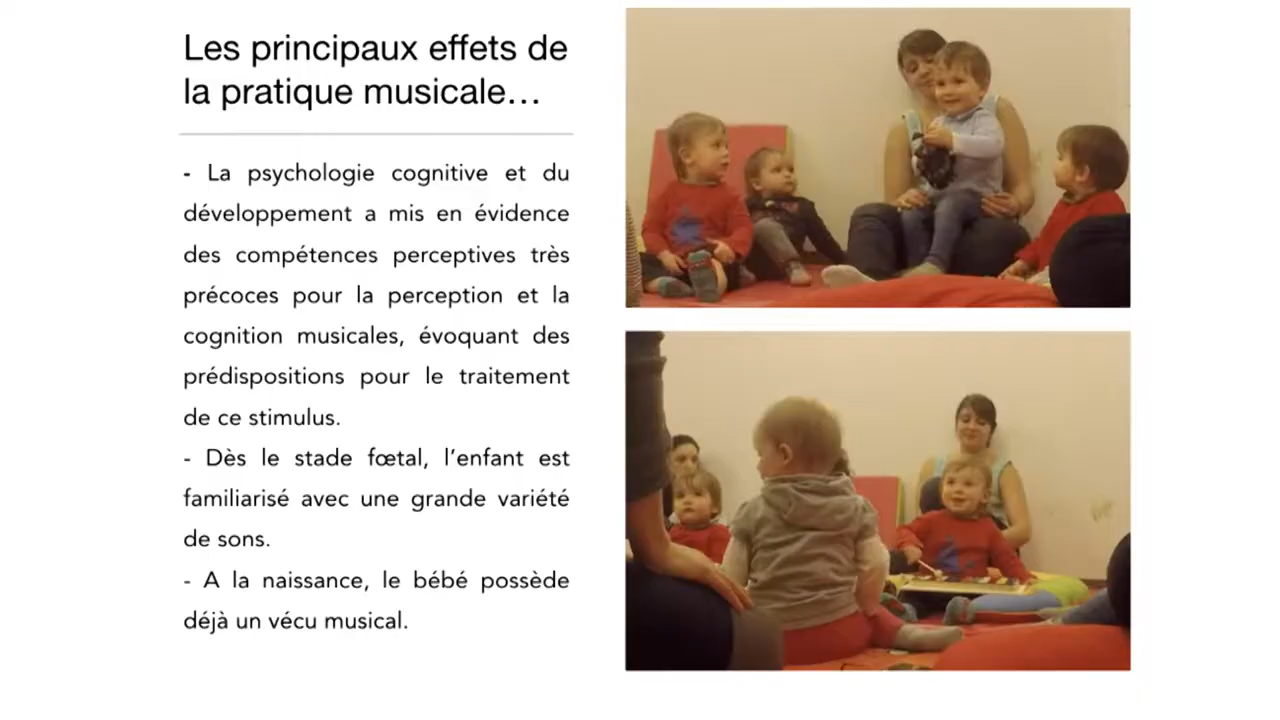 Les principaux effets de
la pratique musicale…
- La psychologie cognitive et du
développement a mis en évidence
des compétences perceptives très
précoces pour la perception et la
cognition musicales, évoquant des
prédispositions pour le traitement
de ce stimulus.
- Dès le stade fœtal, l’enfant est
familiarisé avec une grande variété
de sons.
- A la naissance, le bébé possède
déjà un vécu musical.